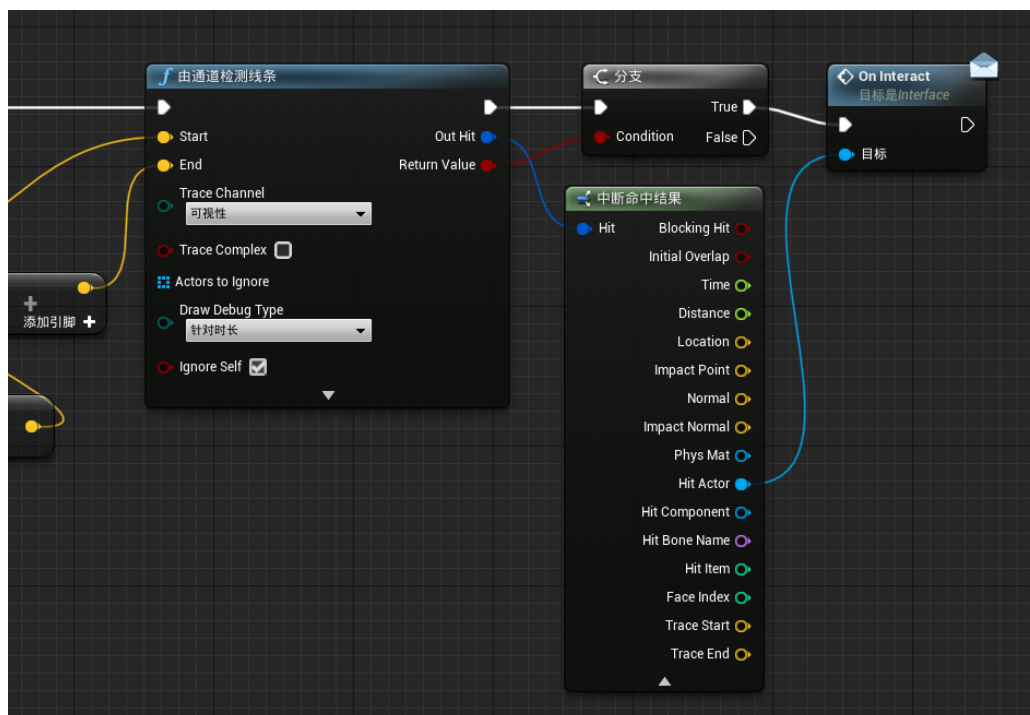 由通道检测线条
Start
End
Out Hit
Return Value
Trace Channel
可视性
Trace Complex
Actors to Ignore
Draw Debug Type
针对时长
Ignore Self
添加引脚
分支
True
Condition
False
中断命中结果
Hit
Blocking Hit
Initial Overlap
Time
Distance
Location
Impact Point
Normal
Impact Normal
Phys Mat
Hit Actor
Hit Component
Hit Bone Name
Hit Item
Face Index
Trace Start
Trace End
On Interact
目标是Interface
目标